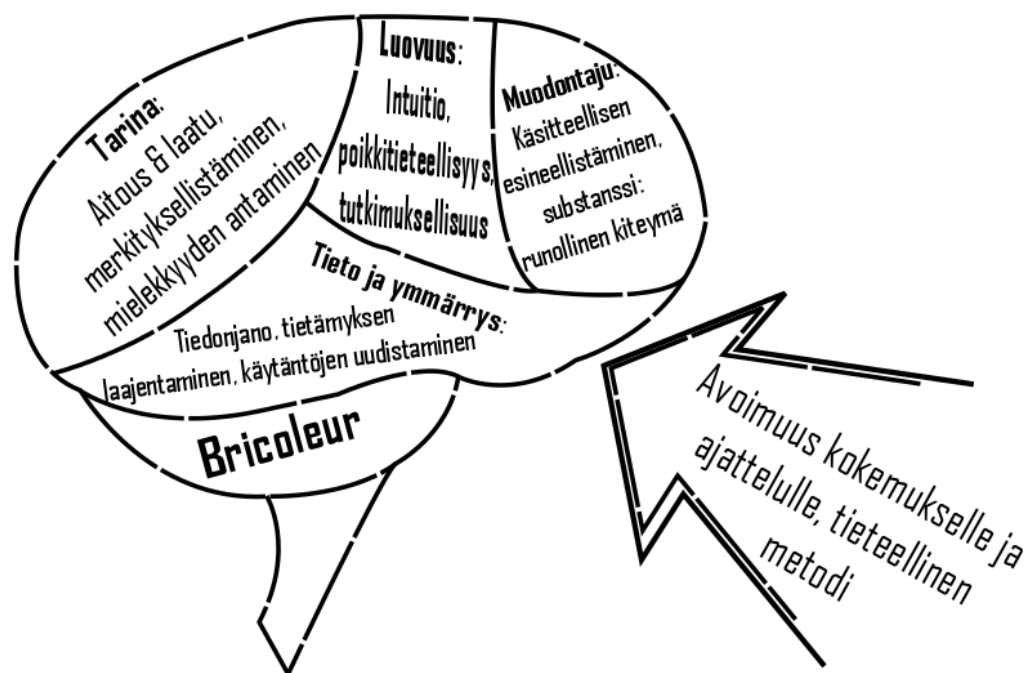 Tarina:
Aitous & laatu,
merkityksellistäminen,
mielekkyyden antaminen
Luovuus:
Intuitio,
poikkitieteellisyys,
tutkimuksellisuus
Muodontaju:
Käsitteellisen
esineellistäminen,
substanssi:
runollinen kiteymä
Tieto ja ymmärrys:
Tiedonjano, tietämyksen
laajentaminen, käytäntöjen uudistaminen
Bricoleur
Avoimuus kokemukselle ja
ajattelulle, tieteellinen
metodi